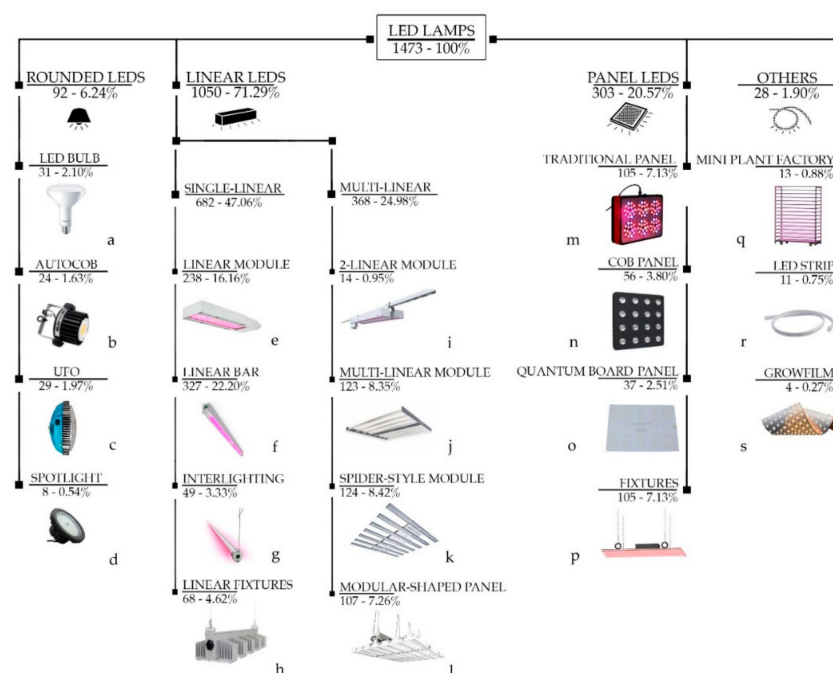 LED LAMPS
1473 - 100%
ROUNDED LEDS
92 - 6.24%
LINEAR LEDS
1050 - 71.29%
PANEL LEDS
303 - 20.57%
OTHERS
28 - 1.90%
LED BULB
31 - 2.10%
a
SINGLE-LINEAR
682 - 47.06%
MULTI-LINEAR
368 - 24.98%
TRADITIONAL PANEL
105 - 7.13%
m
MINI PLANT FACTORY
13 - 0.88%
q
AUTOCOB
24 - 1.63%
b
LINEAR MODULE
238 - 16.16%
e
2-LINEAR MODULE
14 - 0.95%
i
COB PANEL
56 - 3.80%
n
LED STRIP
11 - 0.75%
r
UFO
29 - 1.97%
c
LINEAR BAR
327 - 22.20%
f
MULTI-LINEAR MODULE
123 - 8.35%
j
QUANTUM BOARD PANEL
37 - 2.51%
o
GROWFILM
4 - 0.27%
s
SPOTLIGHT
8 - 0.54%
d
INTERLIGHTING
49 - 3.33%
g
SPIDER-STYLE MODULE
124 - 8.42%
k
FIXTURES
105 - 7.13%
p
LINEAR FIXTURES
68 - 4.62%
h
MODULAR-SHAPED PANEL
107 - 7.26%
l